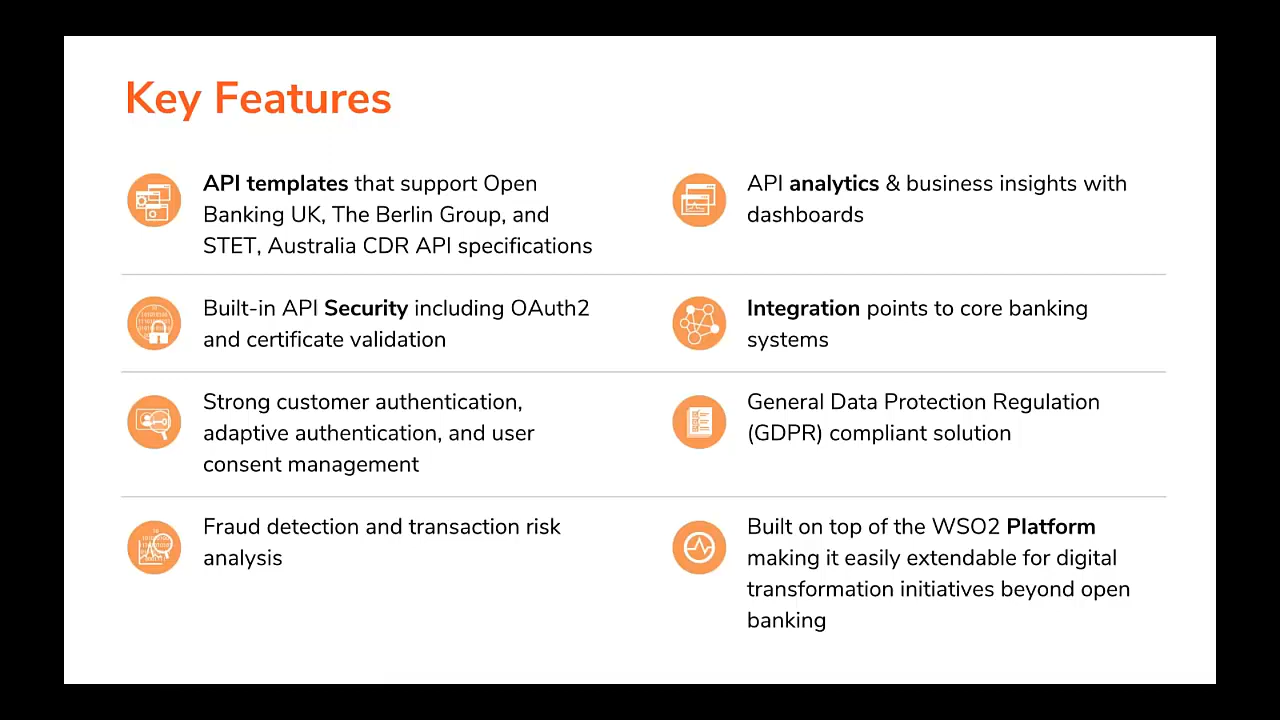 Key Features
API templates that support Open
Banking UK, The Berlin Group, and
STET, Australia CDR API specifications
API analytics & business insights with
dashboards
Built-in API Security including OAuth2
and certificate validation
Integration points to core banking
systems
Strong customer authentication,
adaptive authentication, and user
consent management
General Data Protection Regulation
(GDPR) compliant solution
Fraud detection and transaction risk
analysis
Built on top of the WSO2 Platform
making it easily extendable for digital
transformation initiatives beyond open
banking